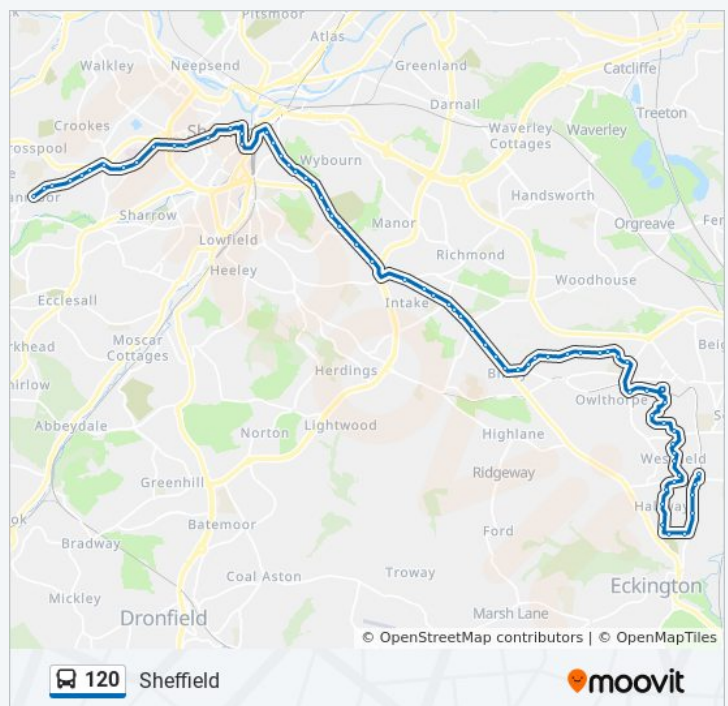 Pitsmoor
Atlas
Walkley
Neepsend
Greenland
Catcliffe
Darnall
Treeton
Crookes
Waverley
Cottages
Waverley
Wybourn
Handsworth
Sharrow
Manor
Orgreave
Lowfield
Richmond
Heeley
Woodhouse
Ecclesall
Intake
Moscar
Cottages
Herdings
Owlthorpe
Abbeydale
Norton
Lightwood
Highlane
Ridgeway
Greenhill
Batemoor
Ford
Bradway
Coal Aston
Troway
Eckington
Mickley
Dronfield
Marsh Lane
© OpenStreetMap contributors | © OpenMapTiles
120 Sheffield
moovit